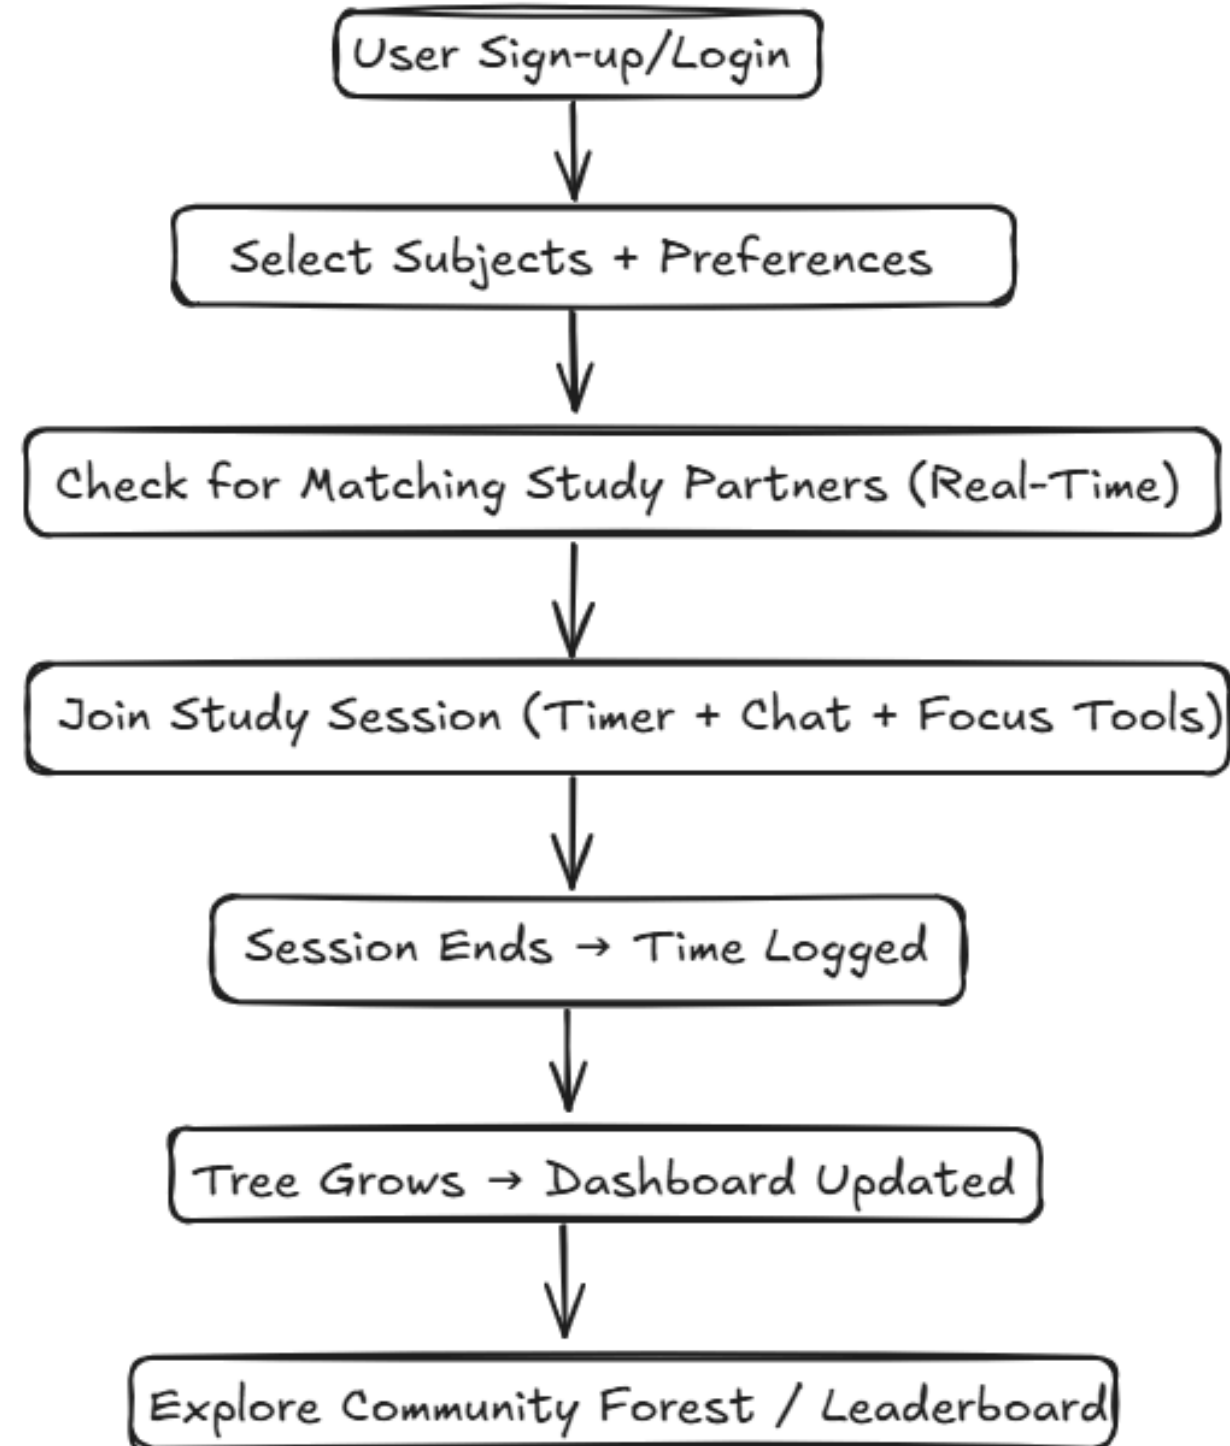 User Sign-up/Login
Select Subjects + Preferences
Check for Matching Study Partners (Real-Time)
Join Study Session (Timer + Chat + Focus Tools)
Session Ends → Time Logged
Tree Grows → Dashboard Updated
Explore Community Forest / Leaderboard